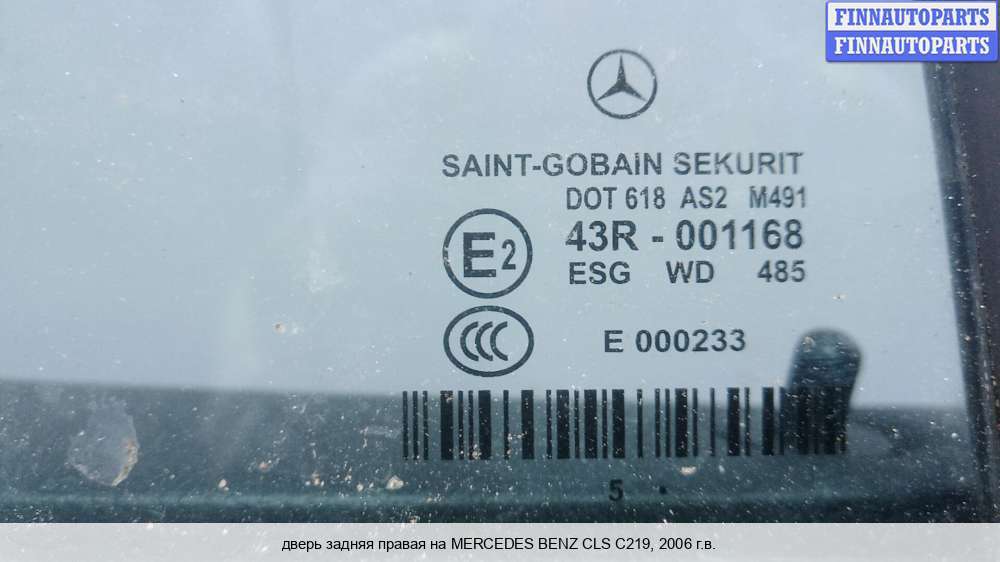 FINNAUTOPARTS
FINNAUTOPARTS
SAINT-GOBAIN SEKURIT
DOT 618 AS2 M491
E2
43R - 001168
ESG WD 485
CCC
E 000233
5 .
дверь задняя правая на MERCEDES BENZ CLS C219, 2006 г.в.